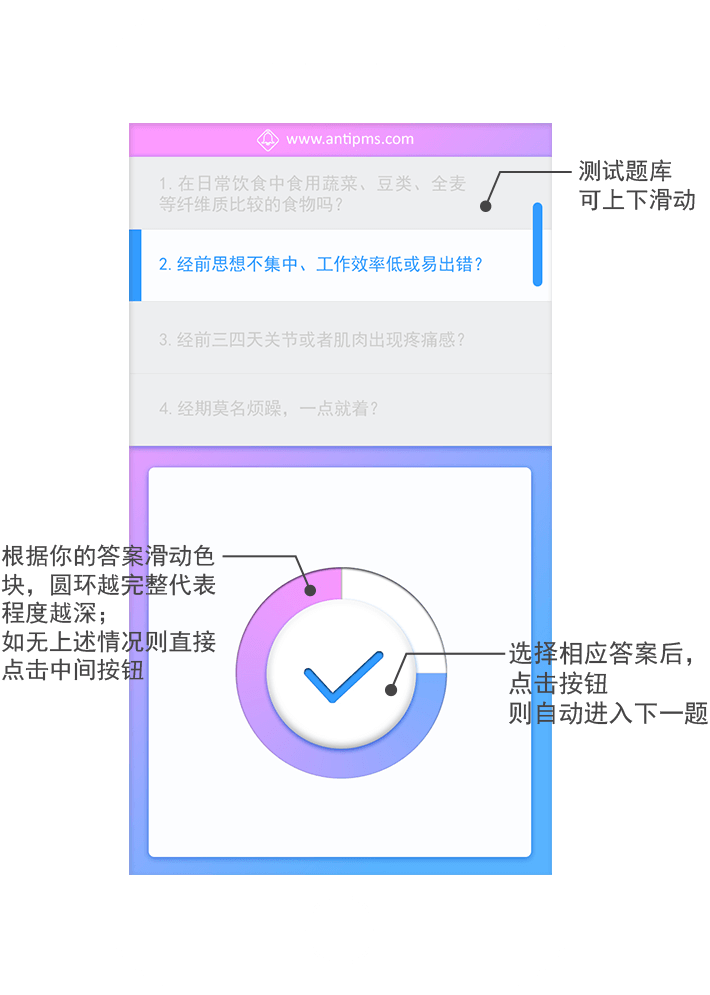 www.antipms.com
1. 在日常饮食中食用蔬菜、豆类、全麦
等纤维质比较的食物吗?
测试题库
可上下滑动
2. 经前思想不集中、工作效率低或易出错?
3. 经前三四天关节或者肌肉出现疼痛感?
4. 经期莫名烦躁，一点就着?
根据你的答案滑动色
块，圆环越完整代表
程度越深；
如无上述情况则直接
点击中间按钮
选择相应答案后，
点击按钮
则自动进入下一题